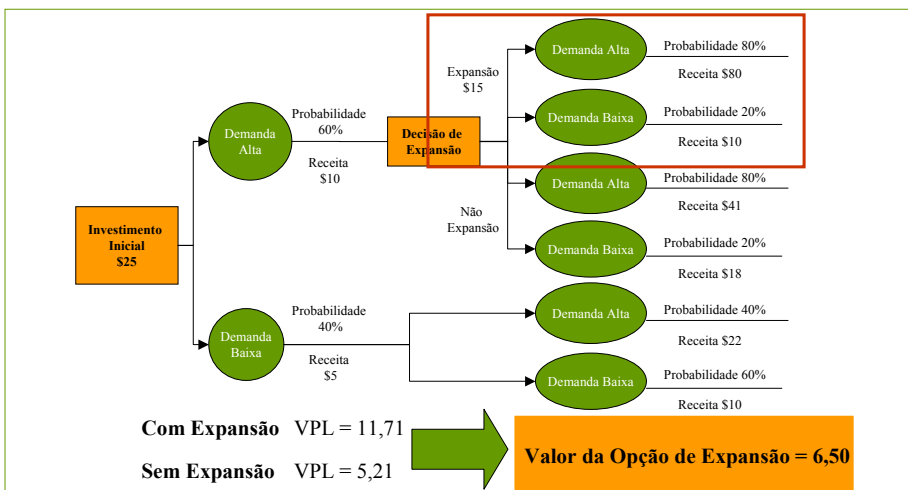 Investimento
Inicial
$25
Demanda
Alta
Probabilidade
60%
Receita
$10
Decisão de
Expansão
Expansão
$15
Demanda Alta
Probabilidade 80%
Receita $80
Demanda Baixa
Probabilidade 20%
Receita $10
Não
Expansão
Demanda Alta
Probabilidade 80%
Receita $41
Demanda Baixa
Probabilidade 20%
Receita $18
Demanda
Baixa
Probabilidade
40%
Receita
$5
Demanda Alta
Probabilidade 40%
Receita $22
Demanda Baixa
Probabilidade 60%
Receita $10
Com Expansão VPL = 11,71
Sem Expansão VPL = 5,21
Valor da Opção de Expansão = 6,50